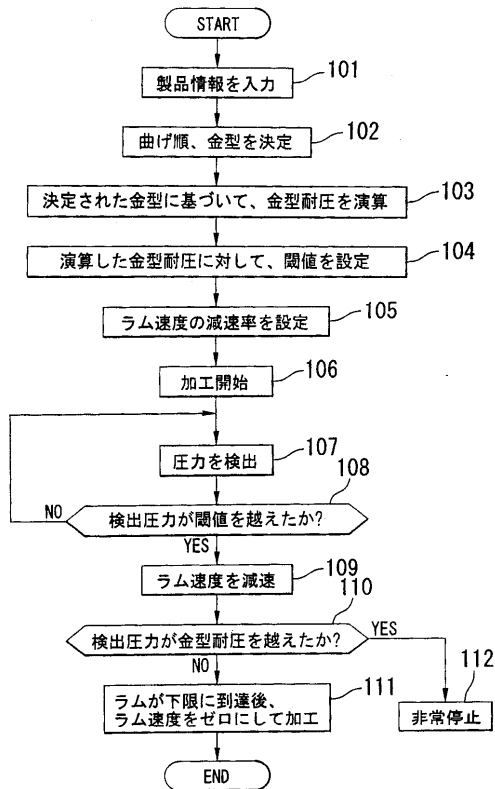 START
製品情報を入力
101
曲げ順、金型を決定
102
決定された金型に基づいて、金型耐圧を演算
103
演算した金型耐圧に対して、閾値を設定
104
ラム速度の減速率を設定
105
加工開始
106
圧力を検出
107
108
検出圧力が閾値を越えたか?
NO
YES
109
ラム速度を減速
110
検出圧力が金型耐圧を越えたか?
YES
NO
111
112
ラムが下限に到達後、
ラム速度をゼロにして加工
非常停止
END